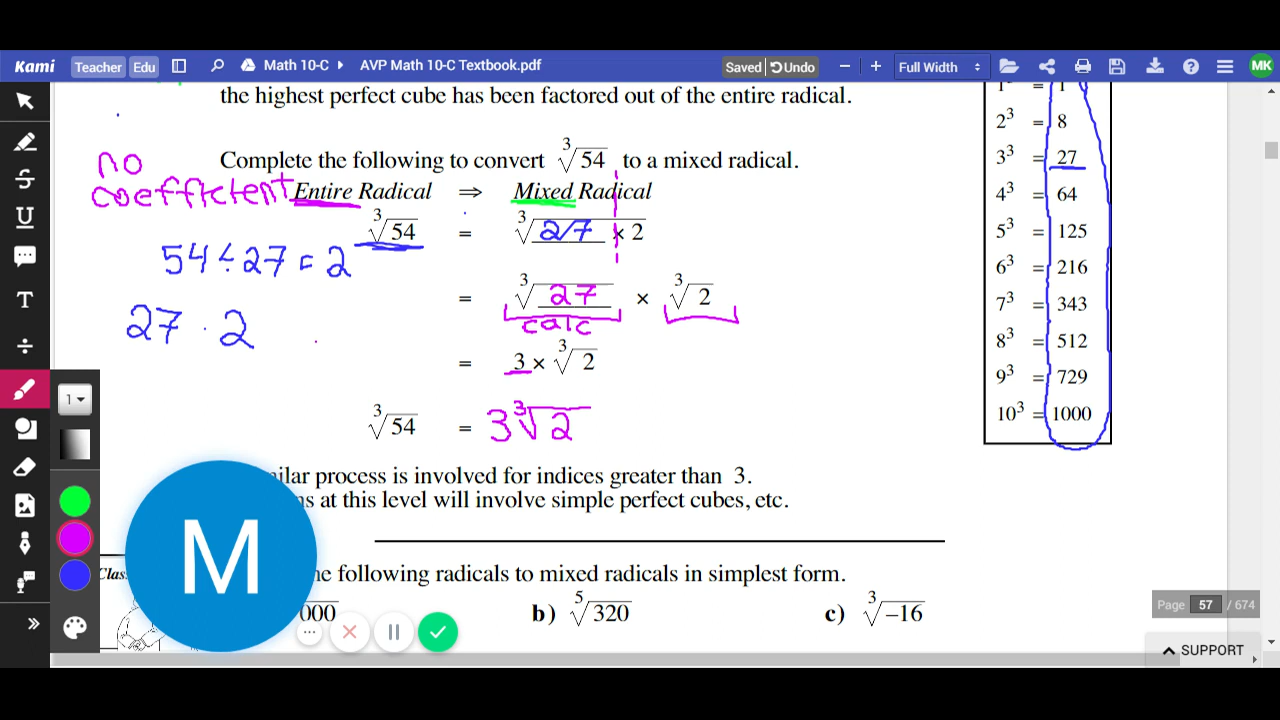 Kami Teacher Edu Math 10-C AVP Math 10-C Textbook.pdf Saved Undo Full Width MK
the highest perfect cube has been factored out of the entire radical.
Complete the following to convert ∛54 to a mixed radical.
no
coefficient
Entire Radical ⇒ Mixed Radical
∛54 = ∛27 × 2
54 ÷ 27 = 2
= ∛27 × ∛2
calc
27 · 2
= 3 × ∛2
∛54 = 3∛2
1³ = 1
2³ = 8
3³ = 27
4³ = 64
5³ = 125
6³ = 216
7³ = 343
8³ = 512
9³ = 729
10³ = 1000
process is involved for indices greater than 3.
at this level will involve simple perfect cubes, etc.
M
Clas
following radicals to mixed radicals in simplest form.
000 b) ⁵√320 c) ∛–16
1
Page 57 / 674
SUPPORT